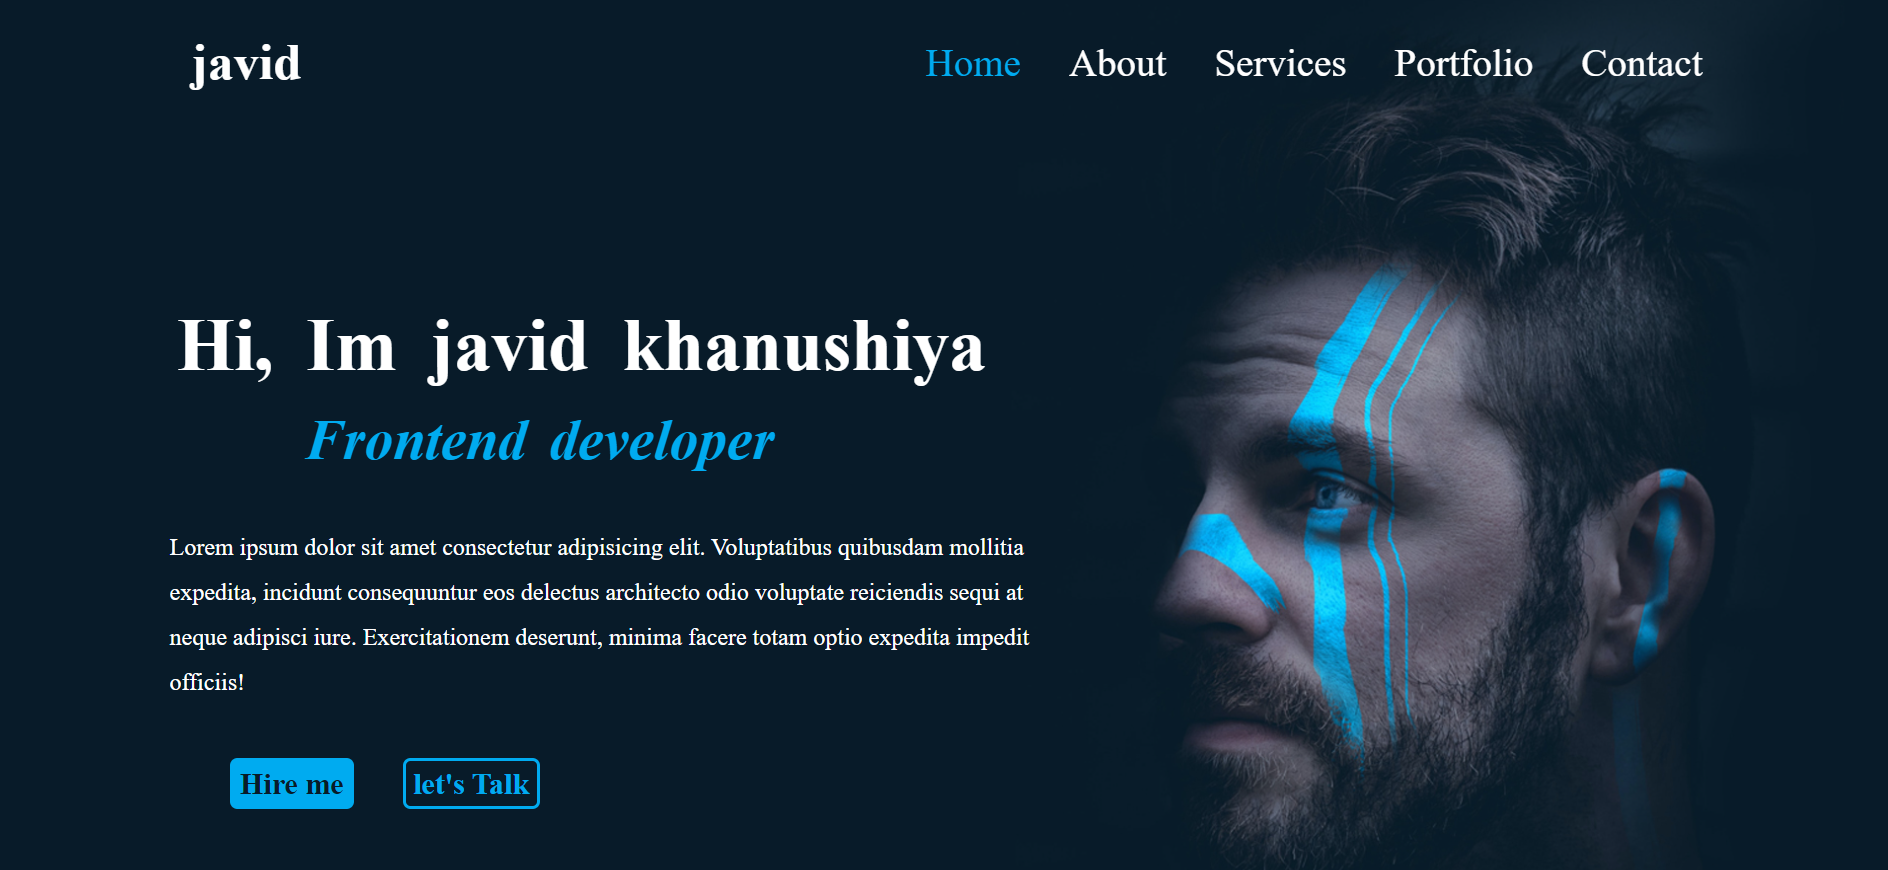 javid
Home About Services Portfolio Contact
Hi, Im javid khanushiya
Frontend developer
Lorem ipsum dolor sit amet consectetur adipisicing elit. Voluptatibus quibusdam mollitia
expedita, incidunt consequuntur eos delectus architecto odio voluptate reiciendis sequi at
neque adipisci iure. Exercitationem deserunt, minima facere totam optio expedita impedit
officiis!
Hire me
let's Talk